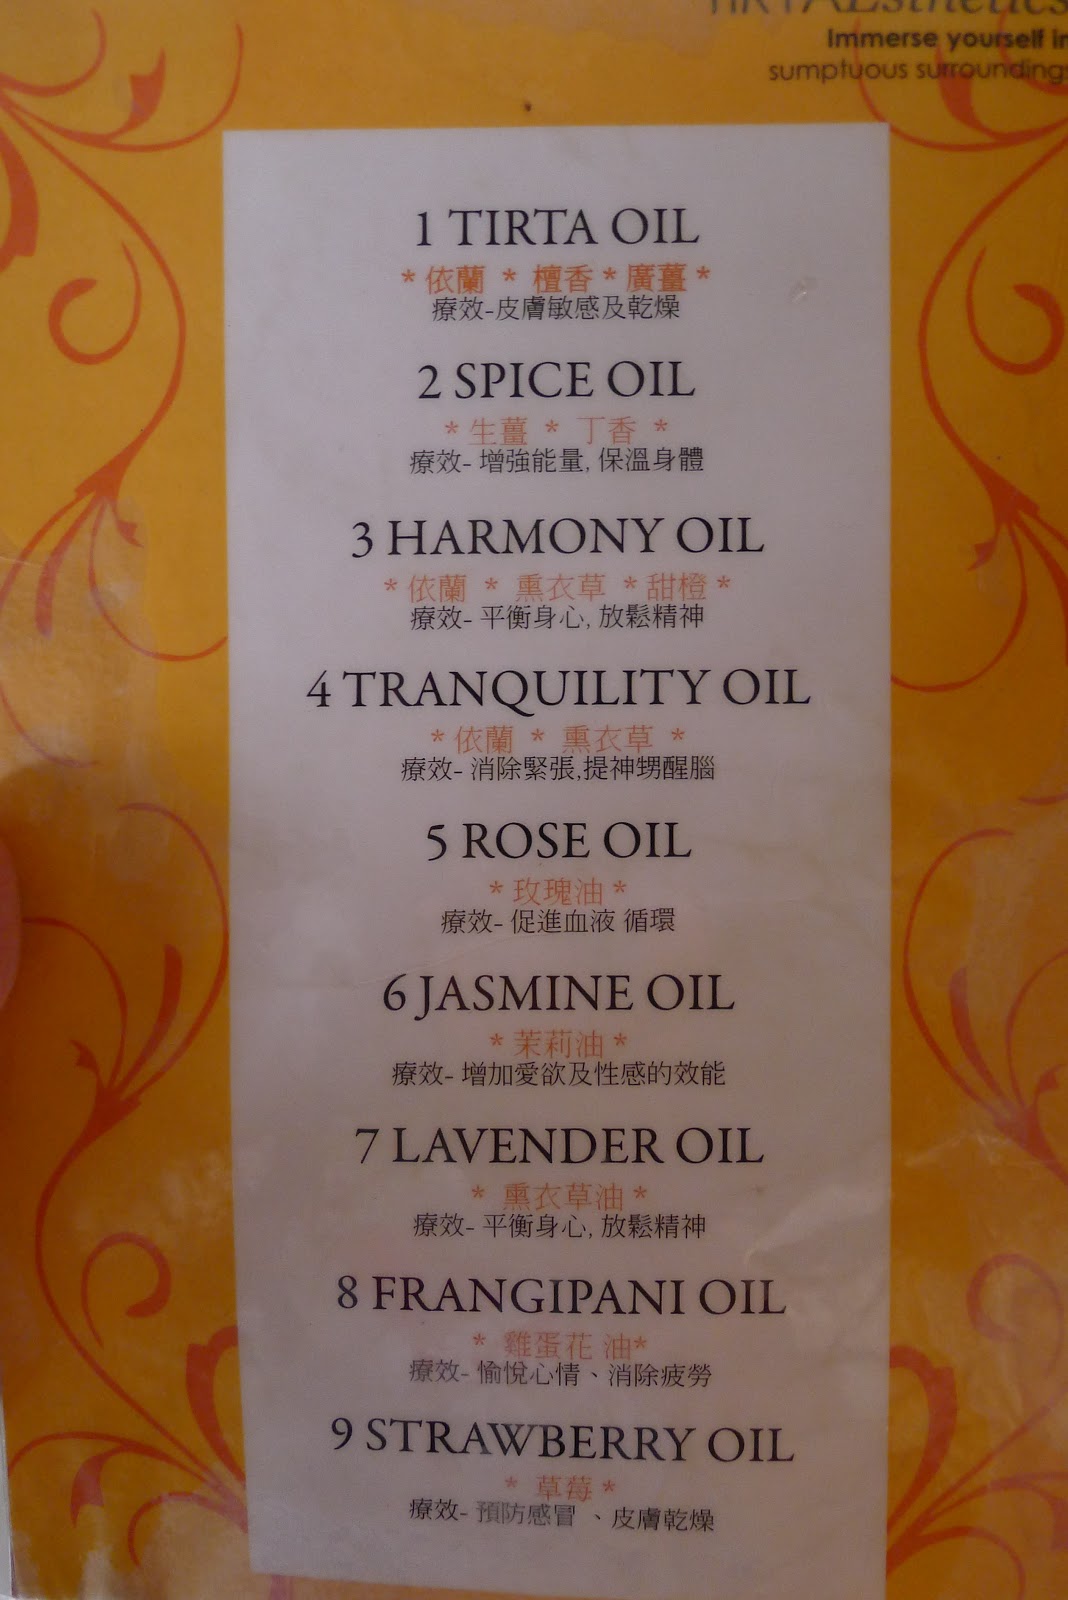 Immerse yourself in
sumptuous surroundings
1 TIRTA OIL
* 依蘭 * 檀香 * 廣薑 *
療效-皮膚敏感及乾燥
2 SPICE OIL
* 生薑 * 丁香 *
療效- 增強能量, 保溫身體
3 HARMONY OIL
* 依蘭 * 熏衣草 * 甜橙 *
療效- 平衡身心, 放鬆精神
4 TRANQUILITY OIL
* 依蘭 * 熏衣草 *
療效- 消除緊張,提神甥醒腦
5 ROSE OIL
* 玫瑰油 *
療效- 促進血液 循環
6 JASMINE OIL
* 茉莉油 *
療效- 增加愛欲及性感的效能
7 LAVENDER OIL
* 熏衣草油 *
療效- 平衡身心, 放鬆精神
8 FRANGIPANI OIL
* 雞蛋花 油*
療效- 愉悅心情、消除疲勞
9 STRAWBERRY OIL
* 草莓 *
療效- 預防感冒 、皮膚乾燥